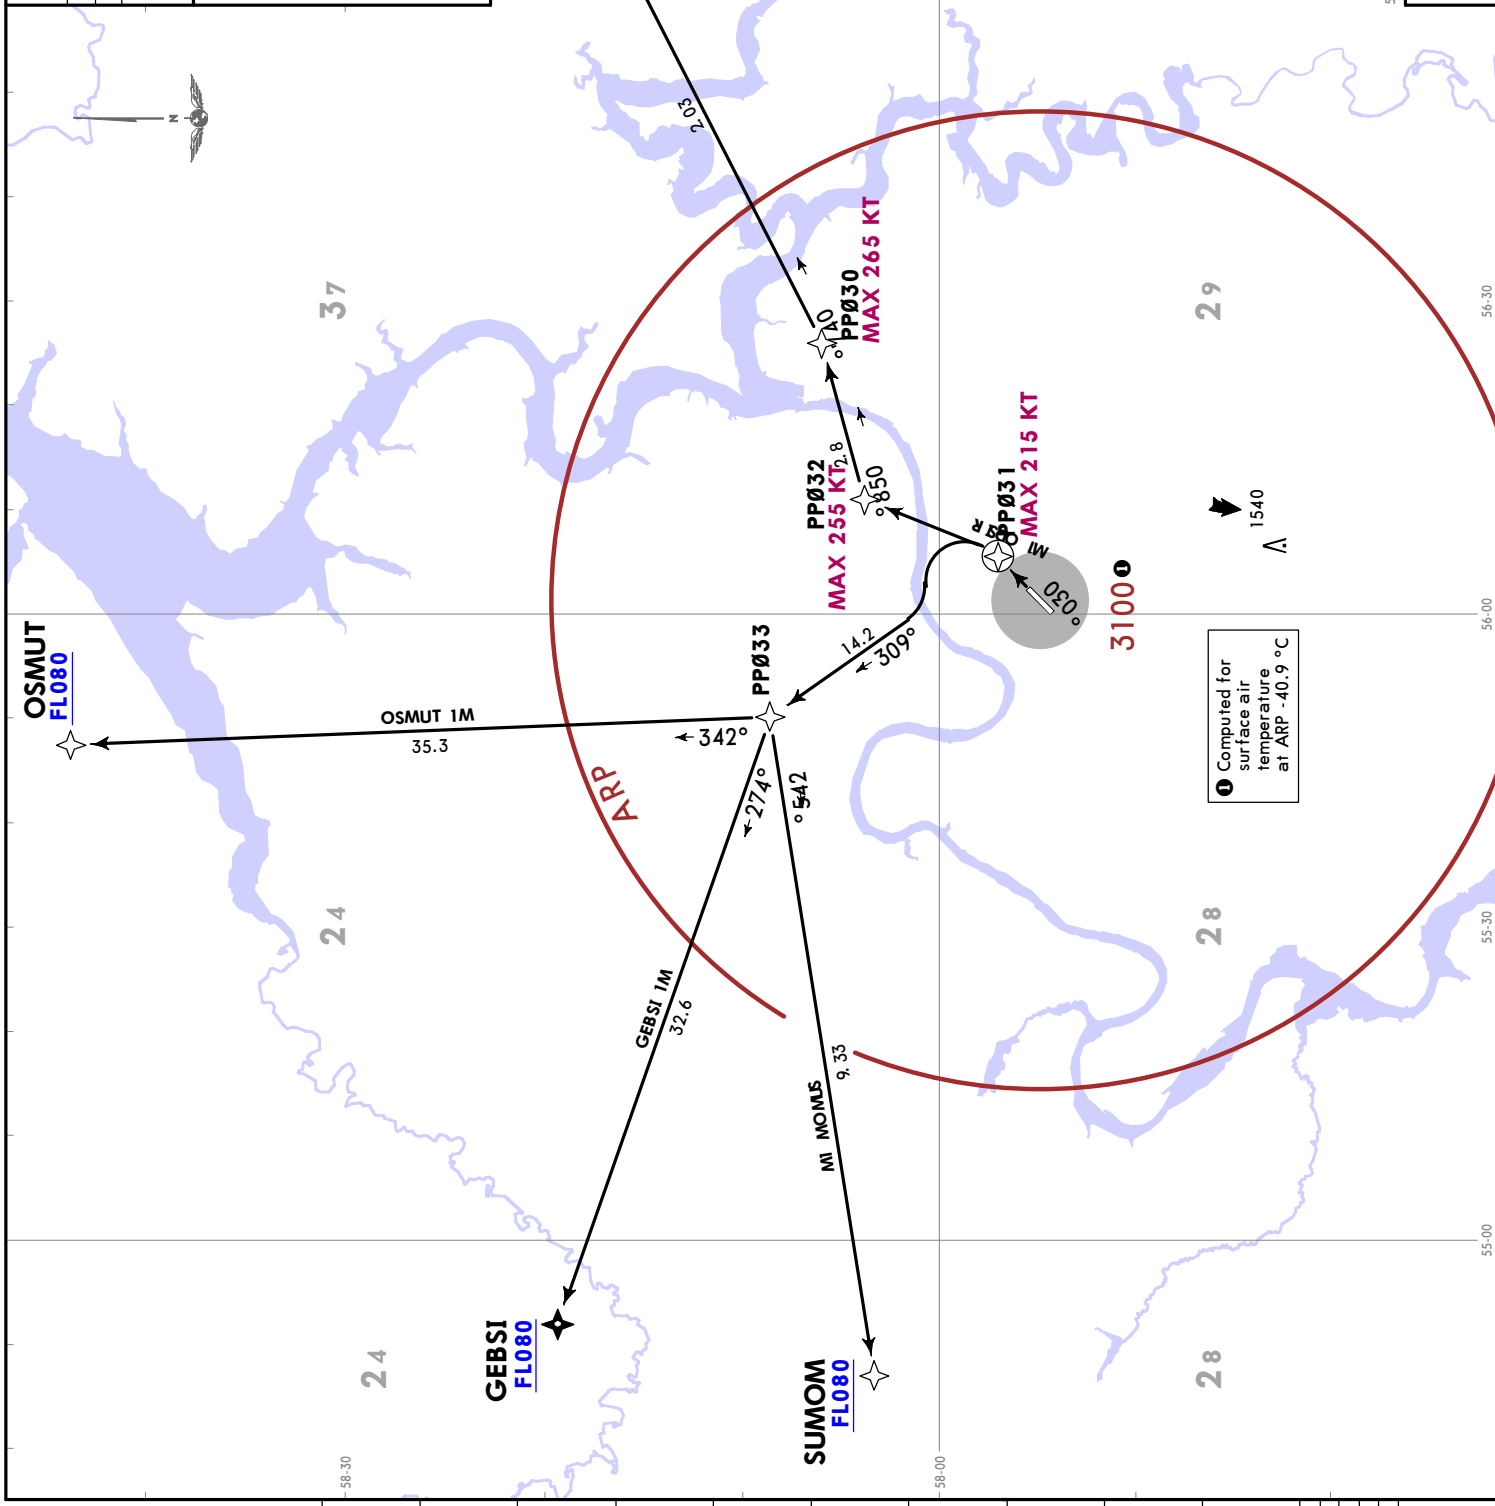 N
2.03
37
OSMUT
FL080
OSMUT 1M
35.3
342°
PPØ33
ARP
274°
GEBSI 1M
32.6
GEBSI
FL080
SUMOM
FL080
9.33
14.2
309°
PPØ32
MAX 255 KT
2.8
850
PPØ30
MAX 265 KT
PPØ31
MAX 215 KT
030
3100 ❶
1540
❶ Computed for
surface air
temperature
at ARP -40.9 °C
24
24
28
28
29
58-30
58-00
56-30
56-00
55-30
55-00